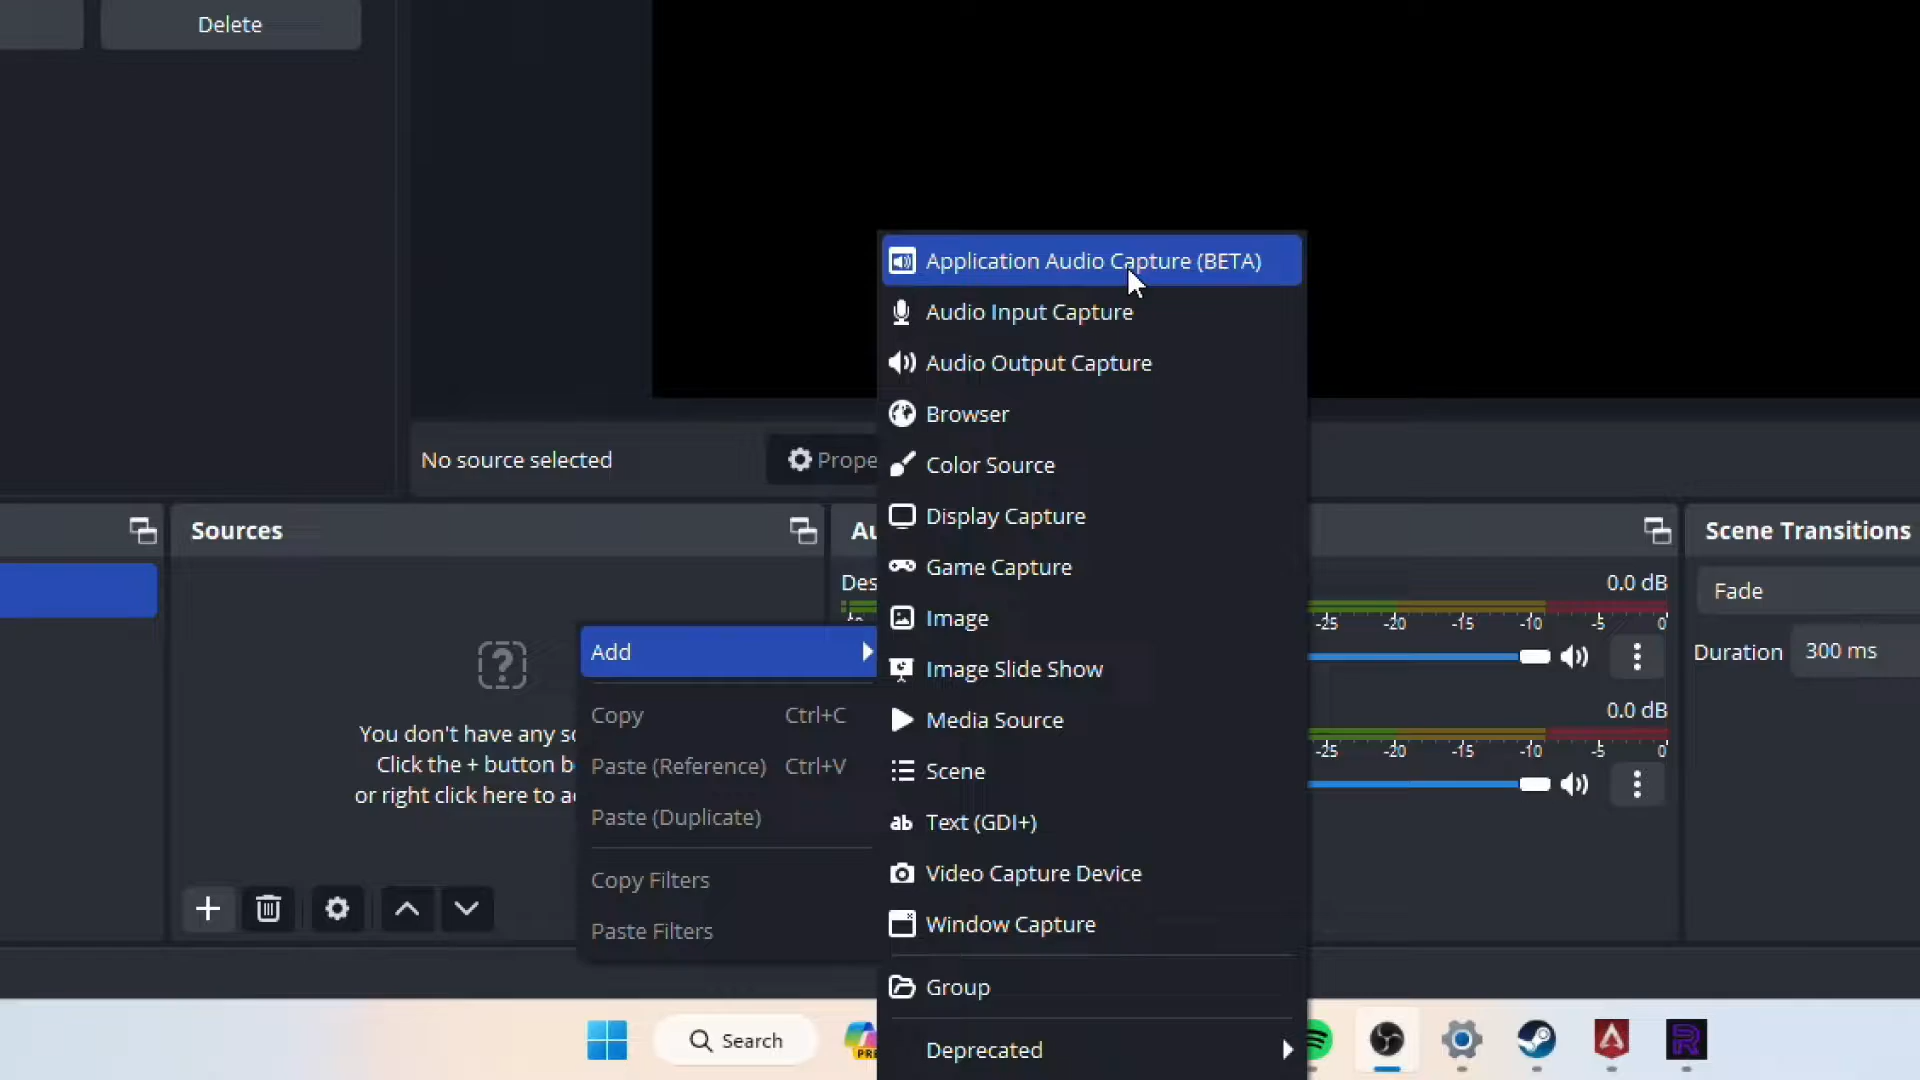 Delete
Application Audio Capture (BETA)
Audio Input Capture
Audio Output Capture
Browser
Color Source
Display Capture
Game Capture
Image
Image Slide Show
Media Source
Scene
Text (GDI+)
Video Capture Device
Window Capture
Group
Deprecated
No source selected
Prope
Sources
Au
Scene Transitions
Des
0.0 dB
-25 -20 -15 -10 -5 0
Fade
Duration 300 ms
0.0 dB
-25 -20 -15 -10 -5 0
You don't have any so
Click the + button b
or right click here to a
Add
Copy Ctrl+C
Paste (Reference) Ctrl+V
Paste (Duplicate)
Copy Filters
Paste Filters
Search
PRE
ab